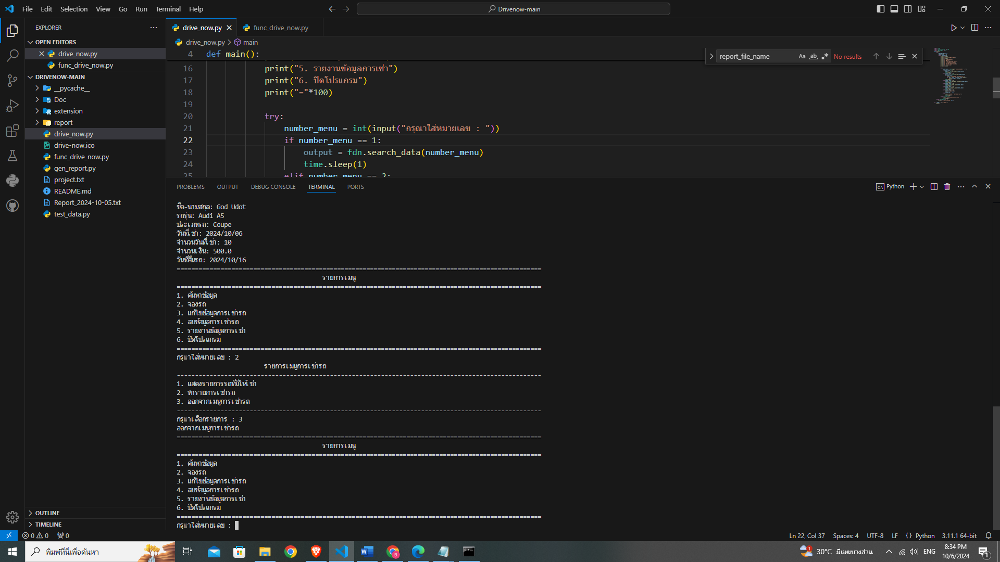 File Edit Selection View Go Run Terminal Help
Drivenow-main
EXPLORER
OPEN EDITORS
drive_now.py
func_drive_now.py
DRIVENOW-MAIN
__pycache__
Doc
extension
report
drive_now.py
drive-now.ico
func_drive_now.py
gen_report.py
project.txt
README.md
Report_2024-10-05.txt
test_data.py
OUTLINE
TIMELINE
drive_now.py func_drive_now.py
drive_now.py > main
report_file_name Aa ab No results
4 def main():
16 print("5. รายงานข้อมูลการเช่า")
17 print("6. ปิดโปรแกรม")
18 print("="*100)
19
20 try:
21 number_menu = int(input("กรุณาใส่หมายเลข : "))
22 if number_menu == 1:
23 output = fdn.search_data(number_menu)
24 time.sleep(1)
25 elif number_menu == 2:
PROBLEMS OUTPUT DEBUG CONSOLE TERMINAL PORTS
Python
ชื่อ-นามสกุล: God Udot
รถรุ่น: Audi A5
ประเภทรถ: Coupe
วันที่เช่า: 2024/10/06
จำนวนวันที่เช่า: 10
จำนวนเงิน: 500.0
วันที่คืนรถ: 2024/10/16
====================================================================================================
รายการเมนู
====================================================================================================
1. ค้นหาข้อมูล
2. จองรถ
3. แก้ไขข้อมูลการเช่ารถ
4. ลบข้อมูลการเช่ารถ
5. รายงานข้อมูลการเช่า
6. ปิดโปรแกรม
====================================================================================================
กรุณาใส่หมายเลข : 2
รายการเมนูการเช่ารถ
----------------------------------------------------------------------------------------------------
1. แสดงรายการรถที่มีให้เช่า
2. ทำรายการเช่ารถ
3. ออกจากเมนูการเช่ารถ
----------------------------------------------------------------------------------------------------
กรุณาเลือกรายการ : 3
ออกจากเมนูการเช่ารถ
====================================================================================================
รายการเมนู
====================================================================================================
1. ค้นหาข้อมูล
2. จองรถ
3. แก้ไขข้อมูลการเช่ารถ
4. ลบข้อมูลการเช่ารถ
5. รายงานข้อมูลการเช่า
6. ปิดโปรแกรม
====================================================================================================
กรุณาใส่หมายเลข :
0 0 0 Ln 22, Col 37 Spaces: 4 UTF-8 LF {} Python 3.11.1 64-bit
พิมพ์ที่นี่เพื่อค้นหา
1 30°C มีเมฆบางส่วน ENG 8:34 PM
10/6/2024
1